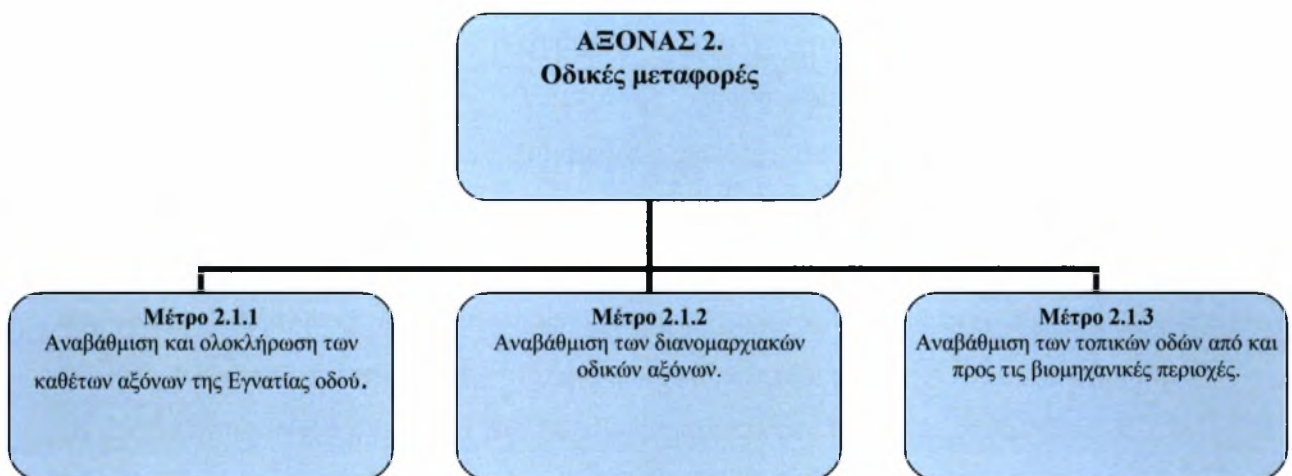 ΑΞΟΝΑΣ 2.
Οδικές μεταφορές
Μέτρο 2.1.1
Αναβάθμιση και ολοκλήρωση των
καθέτων αξόνων της Εγνατίας οδού.
Μέτρο 2.1.2
Αναβάθμιση των διανομαρχιακών
οδικών αξόνων.
Μέτρο 2.1.3
Αναβάθμιση των τοπικών οδών από και
προς τις βιομηχανικές περιοχές.